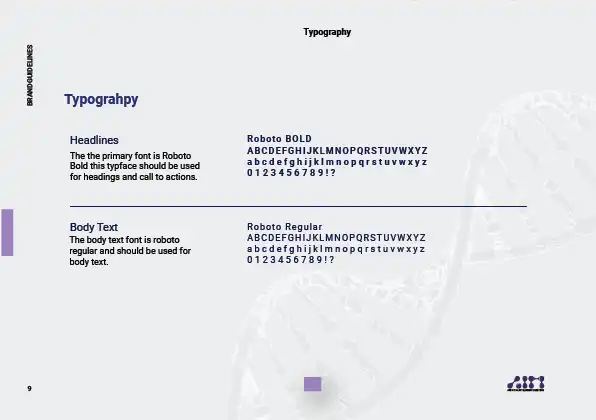 Typography
BRAND GUIDELINES
Typograhpy
Headlines
The the primary font is Roboto
Bold this typface should be used
for headings and call to actions.
Roboto BOLD
ABCDEFGHIJKLMNOPQRSTUVWXYZ
abcdefghijklmnopqrstuvwxyz
0123456789!?
Body Text
The body text font is roboto
regular and should be used for
body text.
Roboto Regular
ABCDEFGHIJKLMNOPQRSTUVWXYZ
abcdefghijklmnopqrstuvwxyz
0123456789!?
9